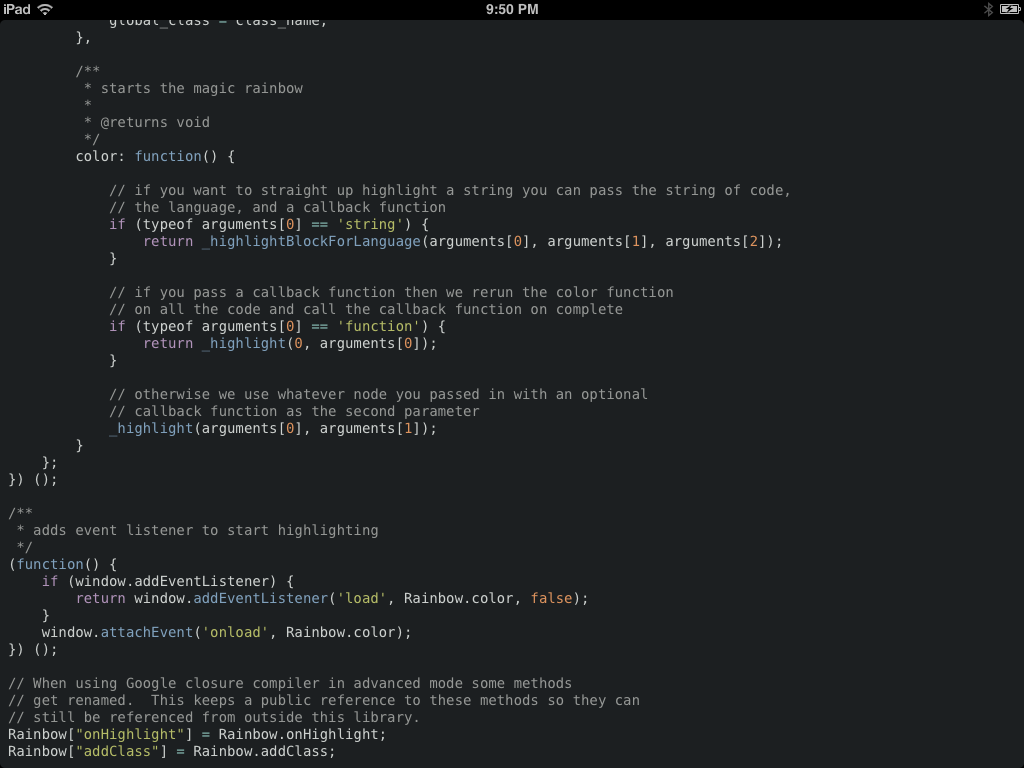 iPad
9:50 PM
global_class = class_name;
        },

        /**
         * starts the magic rainbow
         *
         * @returns void
         */
        color: function() {

            // if you want to straight up highlight a string you can pass the string of code,
            // the language, and a callback function
            if (typeof arguments[0] == 'string') {
                return _highlightBlockForLanguage(arguments[0], arguments[1], arguments[2]);
            }

            // if you pass a callback function then we rerun the color function
            // on all the code and call the callback function on complete
            if (typeof arguments[0] == 'function') {
                return _highlight(0, arguments[0]);
            }

            // otherwise we use whatever node you passed in with an optional
            // callback function as the second parameter
            _highlight(arguments[0], arguments[1]);
        }
    };
}) ();

/**
 * adds event listener to start highlighting
 */
(function() {
    if (window.addEventListener) {
        return window.addEventListener('load', Rainbow.color, false);
    }
    window.attachEvent('onload', Rainbow.color);
}) ();

// When using Google closure compiler in advanced mode some methods
// get renamed.  This keeps a public reference to these methods so they can
// still be referenced from outside this library.
Rainbow["onHighlight"] = Rainbow.onHighlight;
Rainbow["addClass"] = Rainbow.addClass;